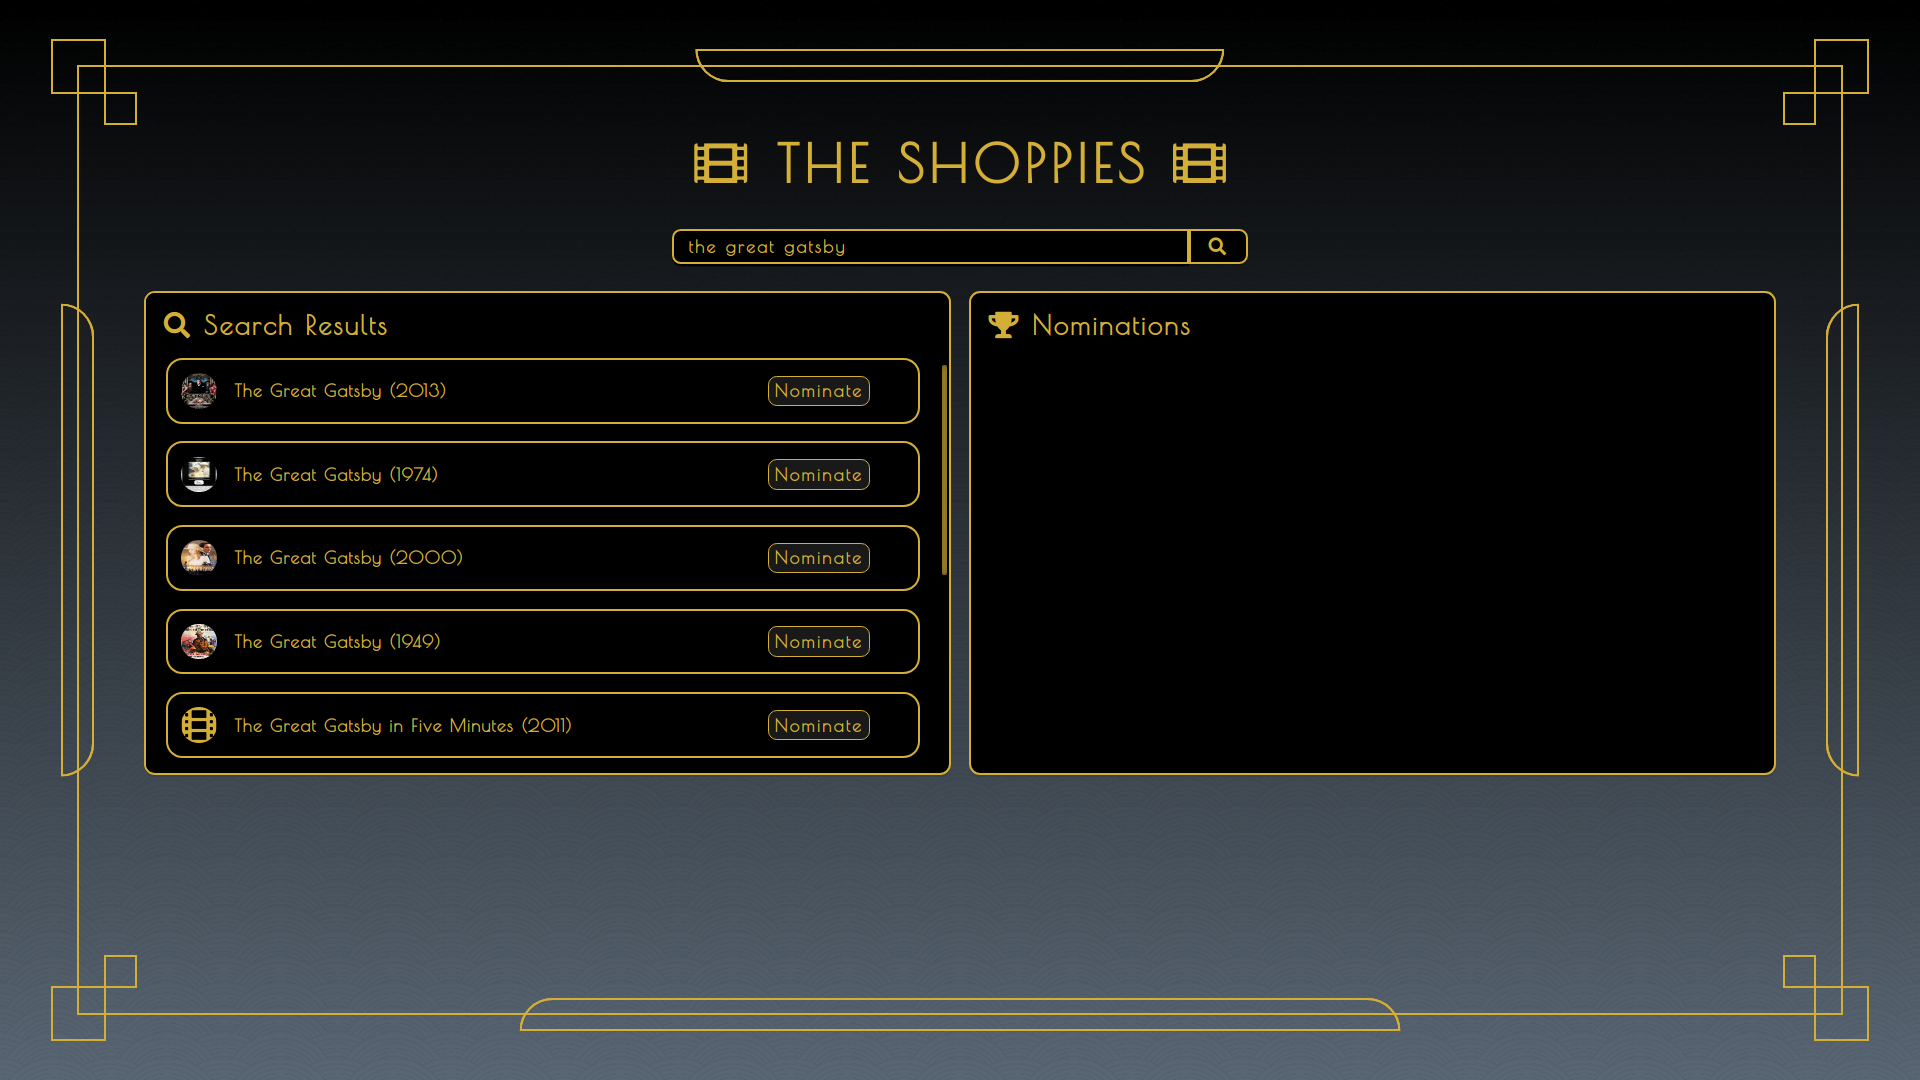 THE SHOPPIES
the great gatsby
Search Results
The Great Gatsby (2013) Nominate
The Great Gatsby (1974) Nominate
The Great Gatsby (2000) Nominate
The Great Gatsby (1949) Nominate
The Great Gatsby in Five Minutes (2011) Nominate
Nominations